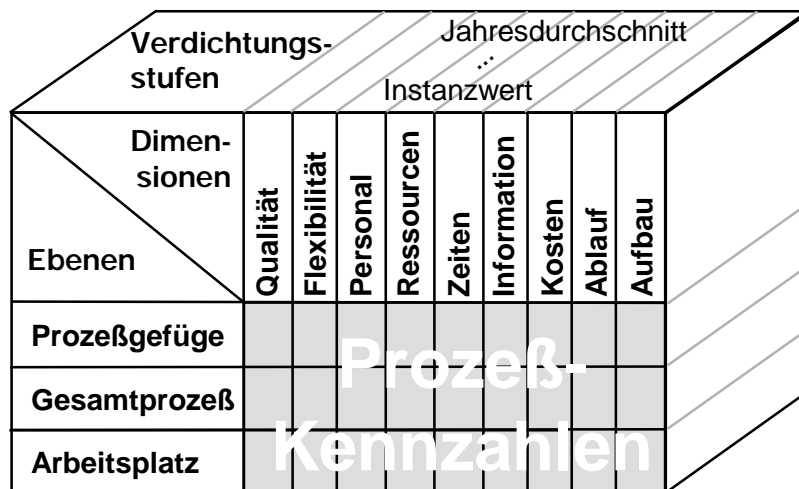 Verdichtungs-
stufen
Jahresdurchschnitt
...
Instanzwert
Dimen-
sionen
Ebenen
Qualität
Flexibilität
Personal
Ressourcen
Zeiten
Information
Kosten
Ablauf
Aufbau
Prozeßgefüge
Gesamtprozeß
Arbeitsplatz
Prozeß-
Kennzahlen